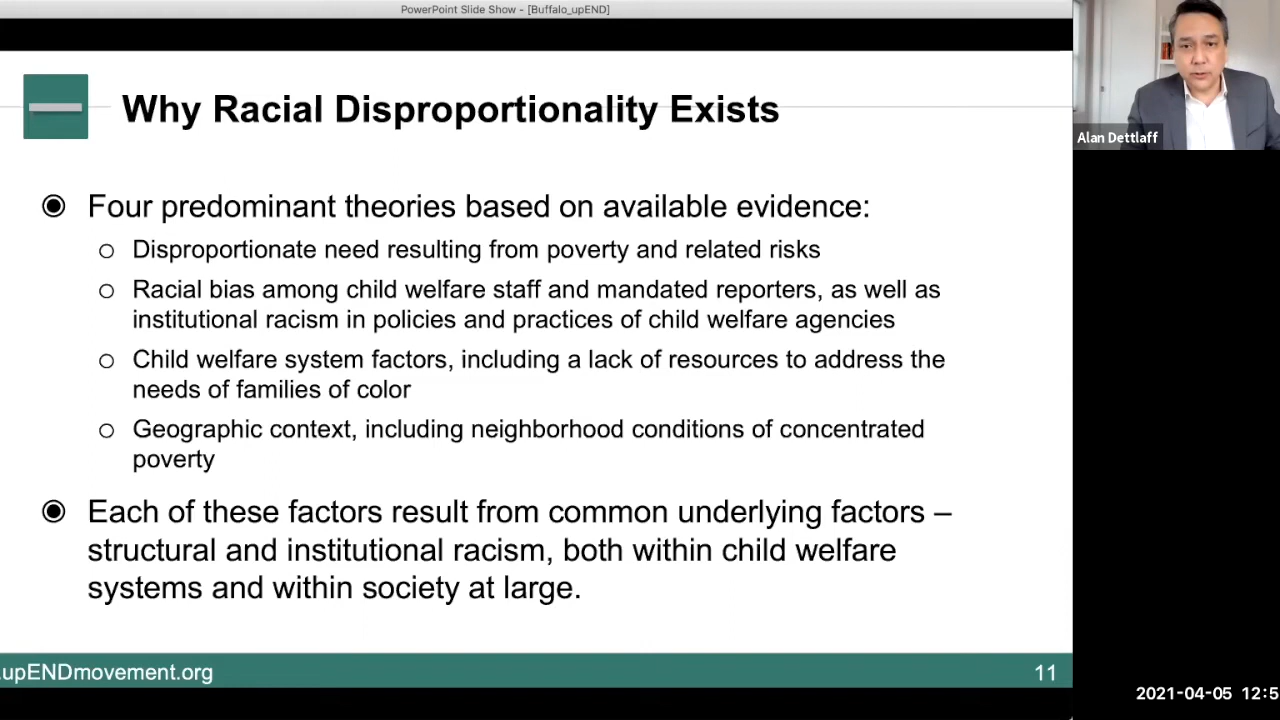 PowerPoint Slide Show - [Buffalo_upEND]
Why Racial Disproportionality Exists
Four predominant theories based on available evidence:
Disproportionate need resulting from poverty and related risks
Racial bias among child welfare staff and mandated reporters, as well as
institutional racism in policies and practices of child welfare agencies
Child welfare system factors, including a lack of resources to address the
needs of families of color
Geographic context, including neighborhood conditions of concentrated
poverty
Each of these factors result from common underlying factors –
structural and institutional racism, both within child welfare
systems and within society at large.
.upENDmovement.org
11
Alan Dettlaff
2021-04-05 12:5